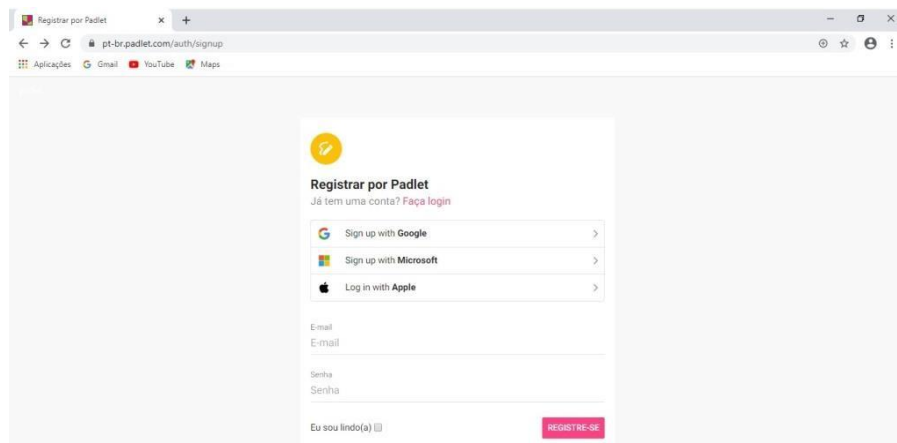 Registrar por Padlet
pt-br.padlet.com/auth/signup
Aplicações Gmail YouTube Maps
Registrar por Padlet
Já tem uma conta? Faça login
Sign up with Google
Sign up with Microsoft
Log in with Apple
E-mail
E-mail
Senha
Senha
Eu sou lindo(a) REGISTRE-SE